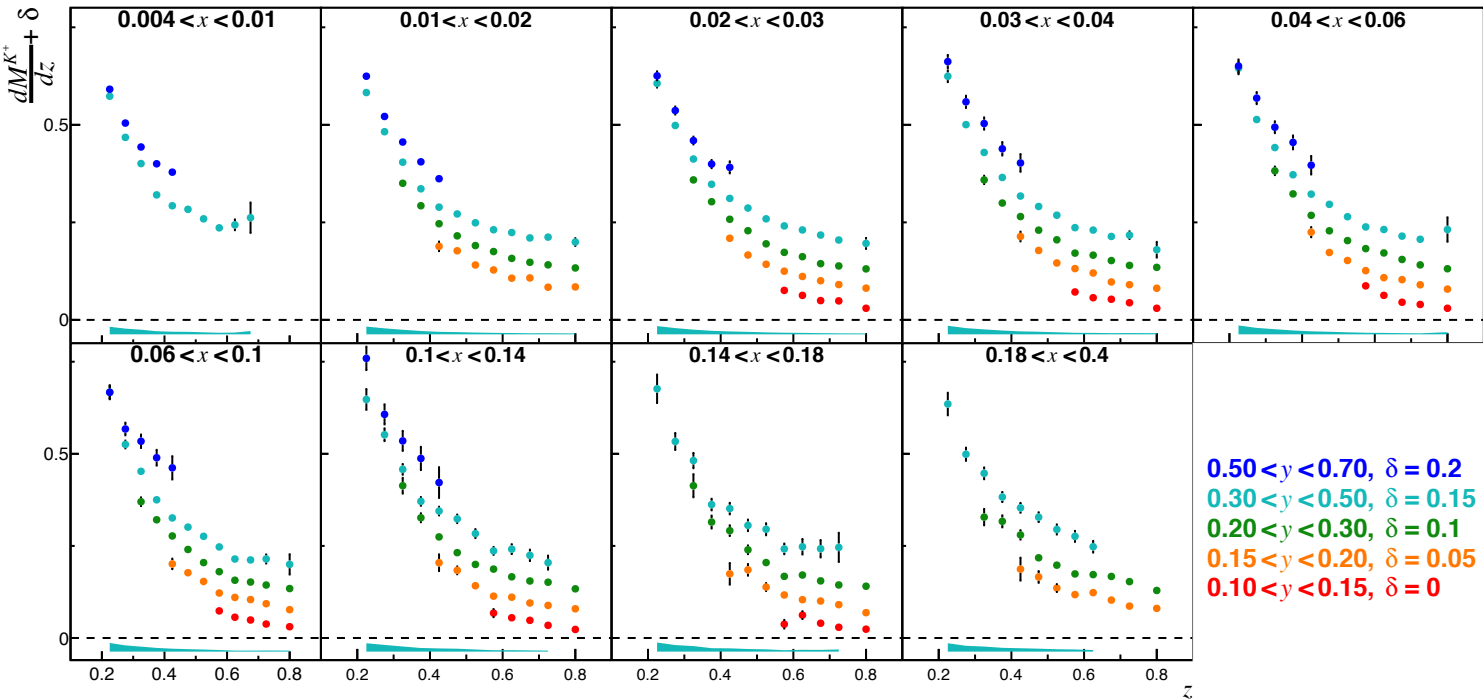 dM^{K^+}/dz + δ
0.004 < x < 0.01
0.01 < x < 0.02
0.02 < x < 0.03
0.03 < x < 0.04
0.04 < x < 0.06
0.5
0
0.06 < x < 0.1
0.1 < x < 0.14
0.14 < x < 0.18
0.18 < x < 0.4
0.5
0
0.50 < y < 0.70, δ = 0.2
0.30 < y < 0.50, δ = 0.15
0.20 < y < 0.30, δ = 0.1
0.15 < y < 0.20, δ = 0.05
0.10 < y < 0.15, δ = 0
0.2 0.4 0.6 0.8 0.2 0.4 0.6 0.8 0.2 0.4 0.6 0.8 0.2 0.4 0.6 0.8 z